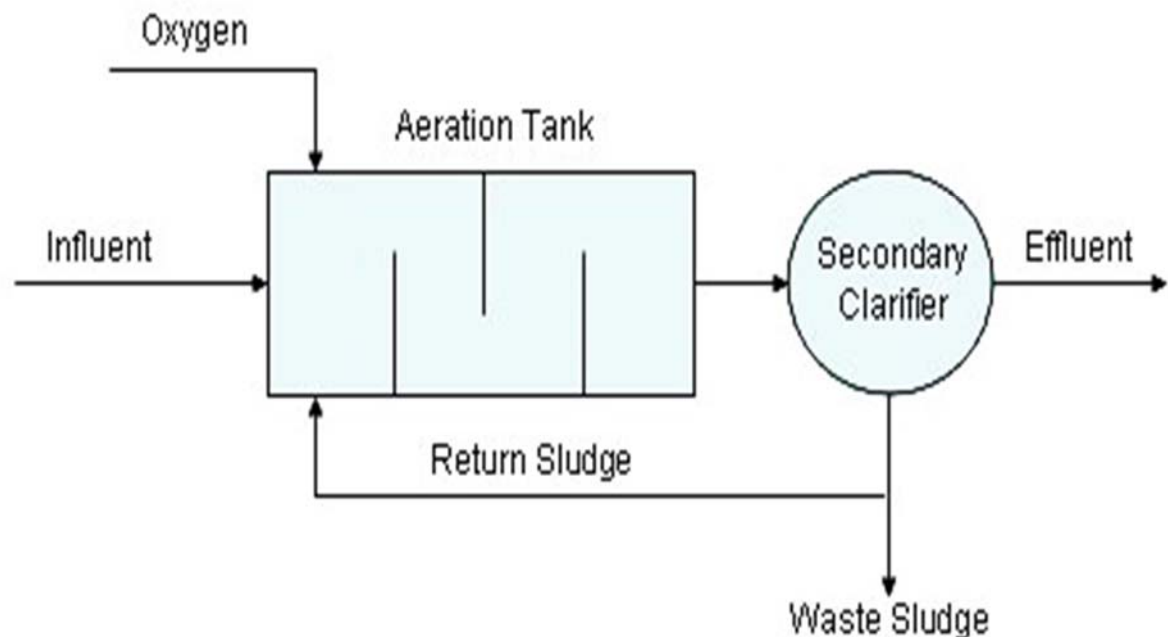 Oxygen
Aeration Tank
Influent
Secondary
Clarifier
Effluent
Return Sludge
Waste Sludge